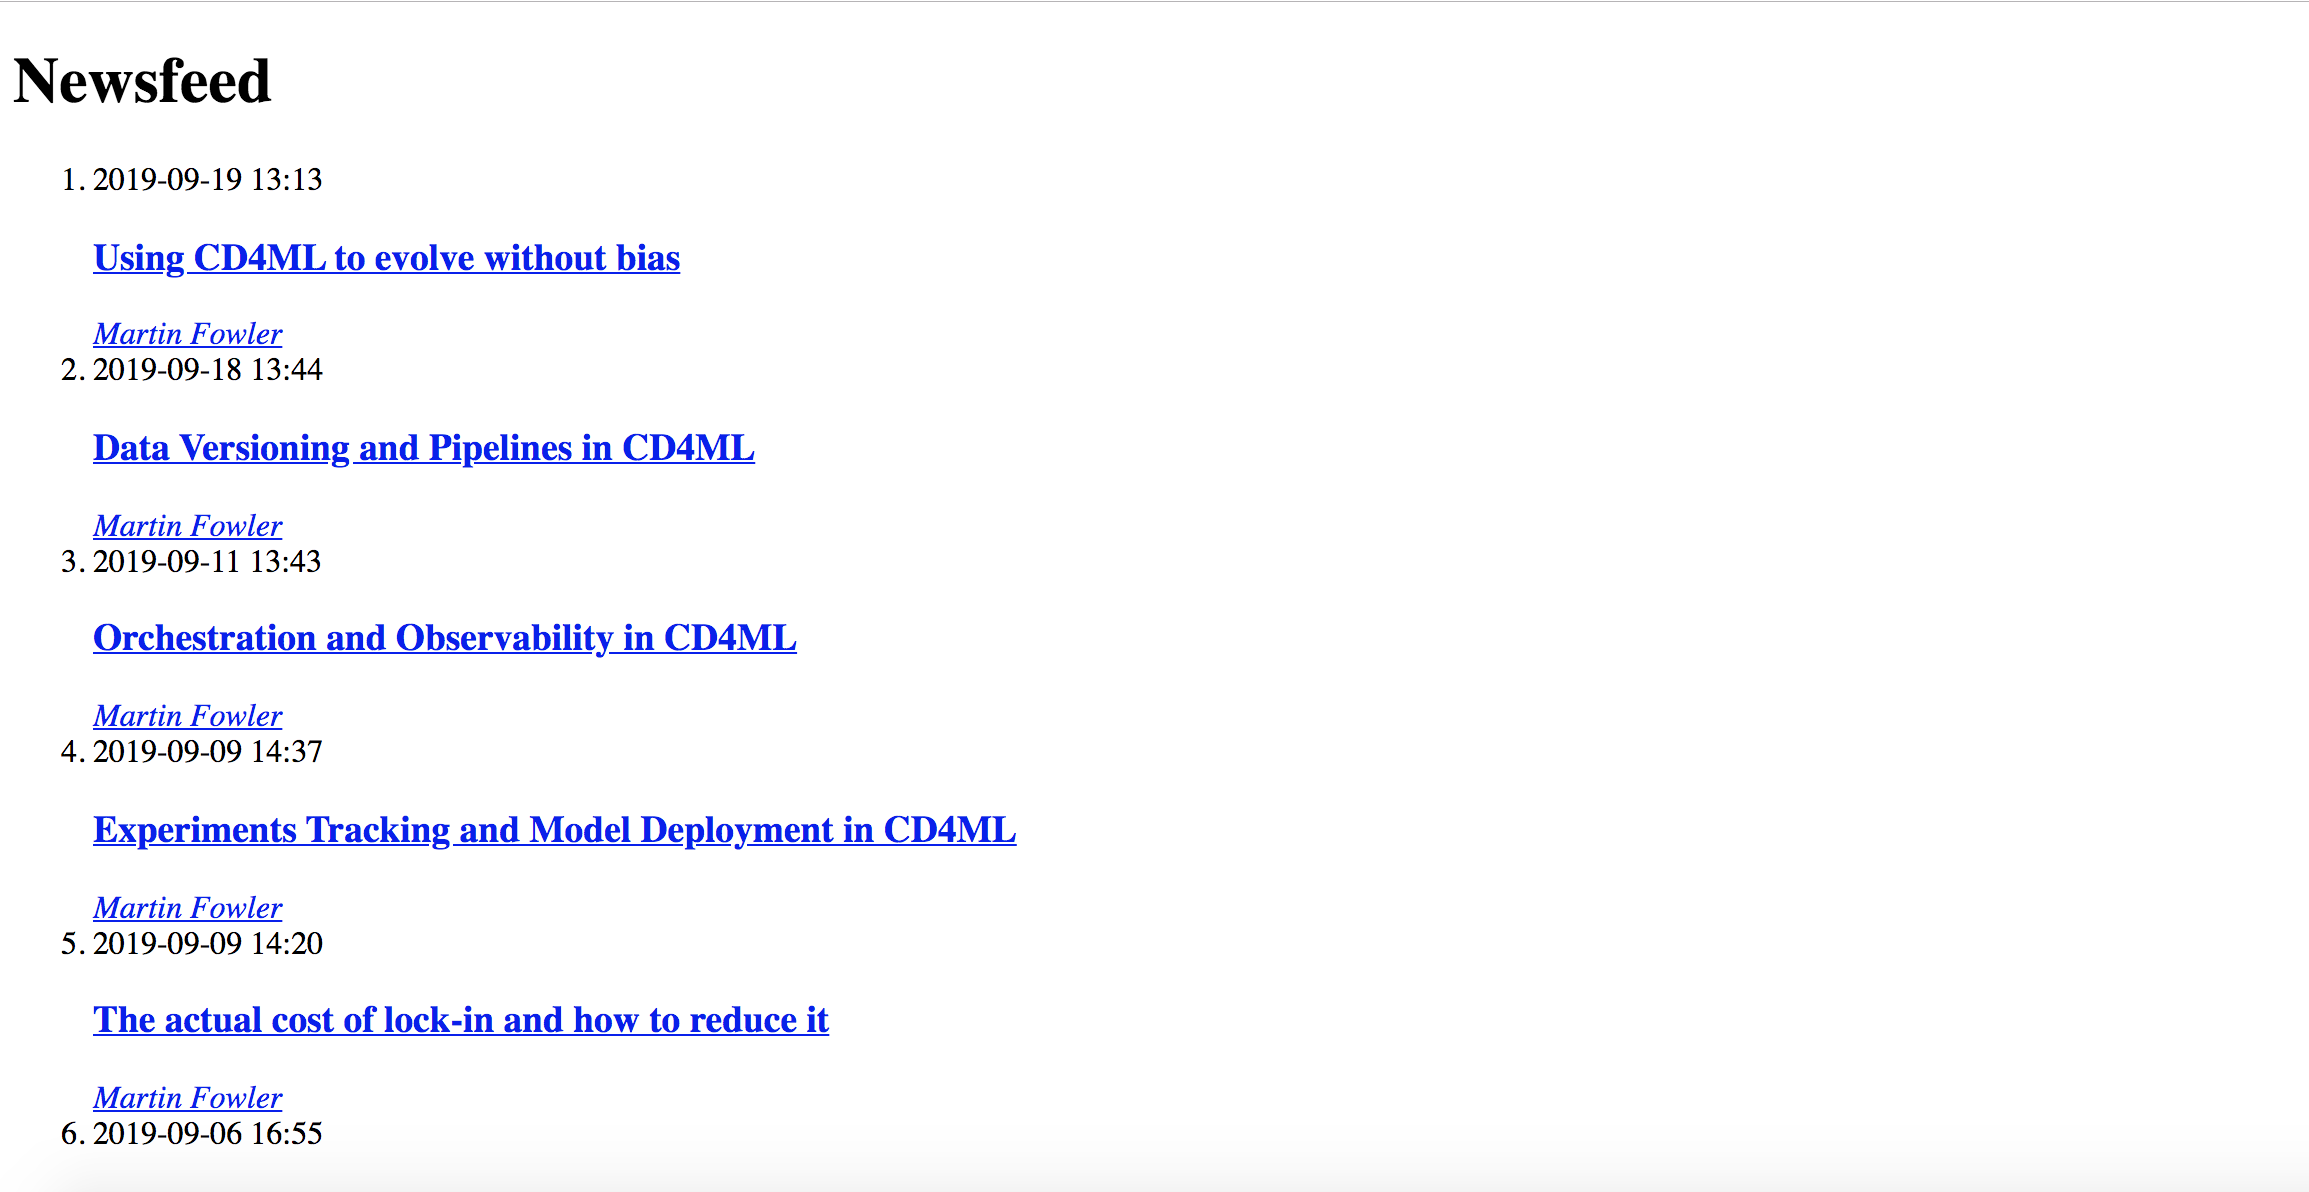 Newsfeed
1. 2019-09-19 13:13
Using CD4ML to evolve without bias
Martin Fowler
2. 2019-09-18 13:44
Data Versioning and Pipelines in CD4ML
Martin Fowler
3. 2019-09-11 13:43
Orchestration and Observability in CD4ML
Martin Fowler
4. 2019-09-09 14:37
Experiments Tracking and Model Deployment in CD4ML
Martin Fowler
5. 2019-09-09 14:20
The actual cost of lock-in and how to reduce it
Martin Fowler
6. 2019-09-06 16:55